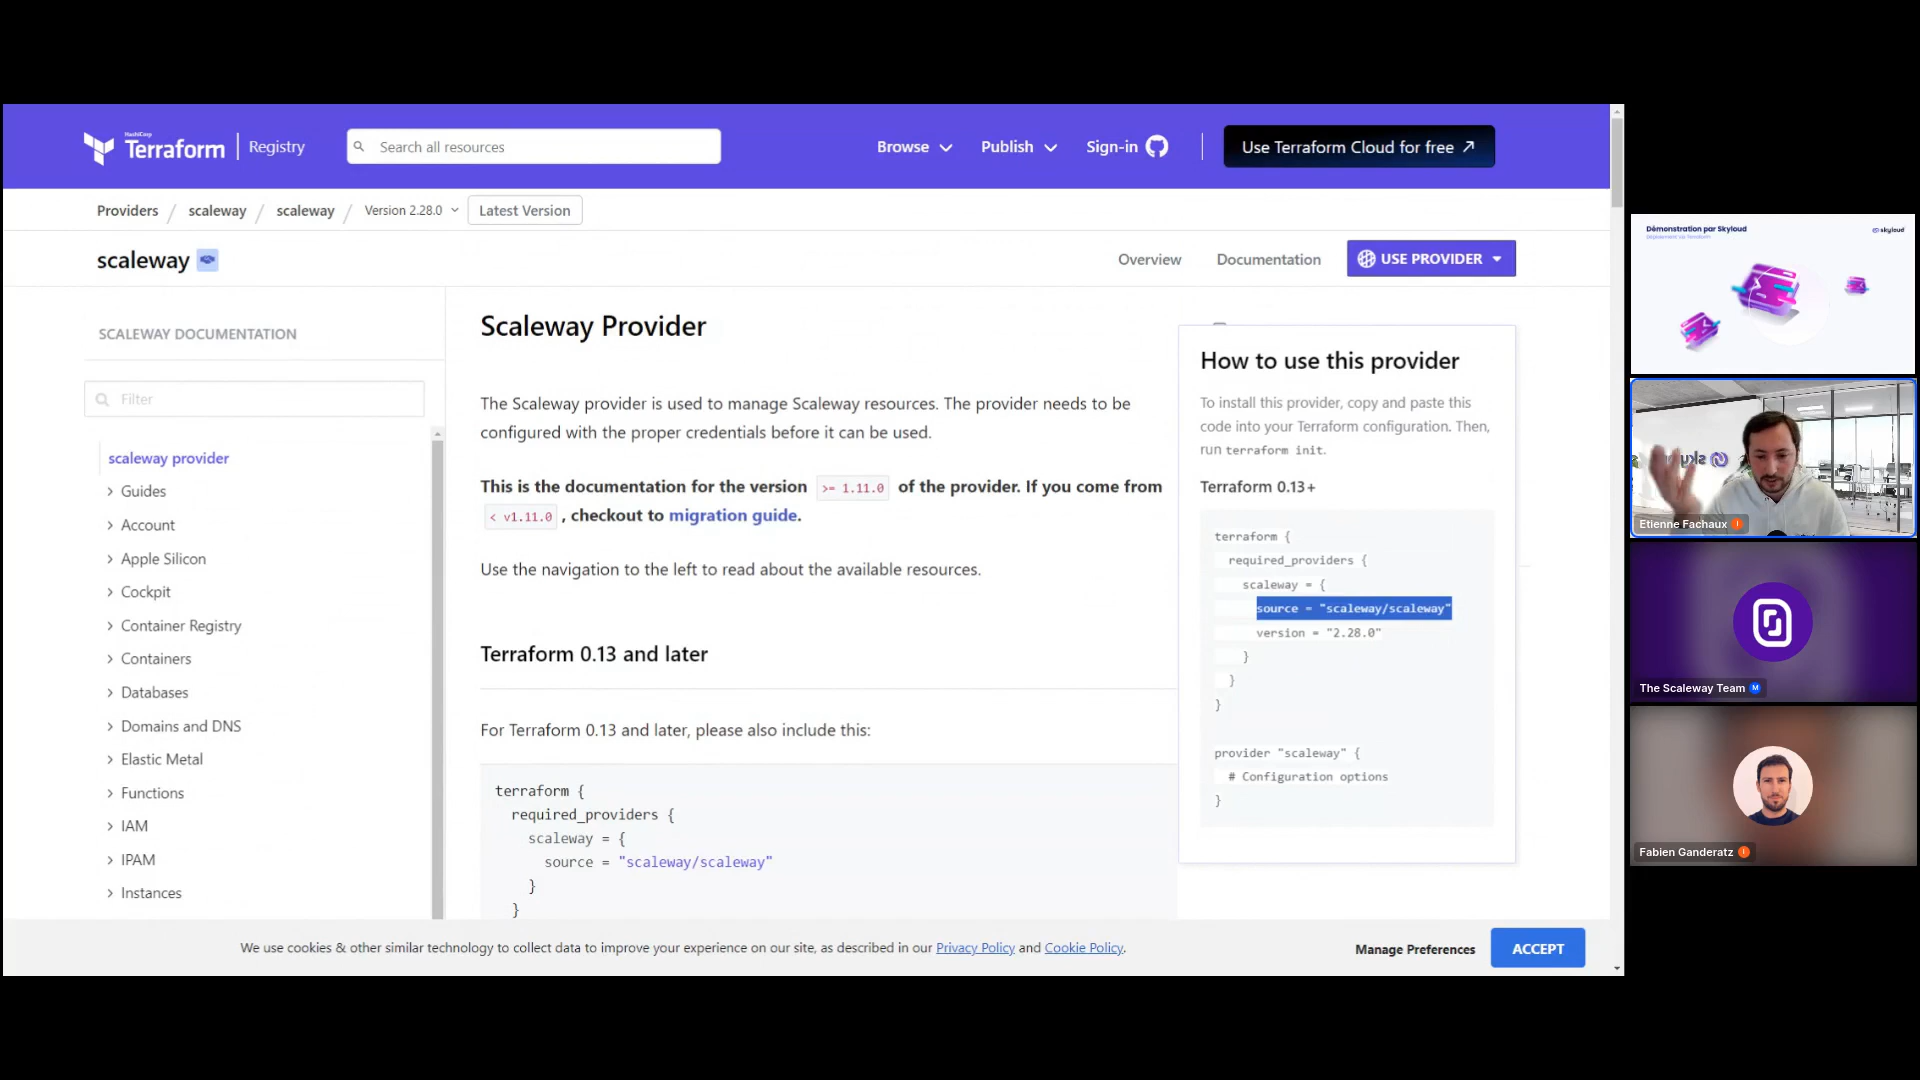 HashiCorp
Terraform
Registry
Search all resources
Browse
Publish
Sign-in
Use Terraform Cloud for free
Providers / scaleway / scaleway / Version 2.28.0
Latest Version
scaleway
Overview
Documentation
USE PROVIDER
SCALEWAY DOCUMENTATION
Filter
scaleway provider
Guides
Account
Apple Silicon
Cockpit
Container Registry
Containers
Databases
Domains and DNS
Elastic Metal
Functions
IAM
IPAM
Instances
Scaleway Provider
The Scaleway provider is used to manage Scaleway resources. The provider needs to be
configured with the proper credentials before it can be used.
This is the documentation for the version >= 1.11.0 of the provider. If you come from
< v1.11.0 , checkout to migration guide.
Use the navigation to the left to read about the available resources.
Terraform 0.13 and later
For Terraform 0.13 and later, please also include this:
terraform {
required_providers {
scaleway = {
source = "scaleway/scaleway"
}
}
How to use this provider
To install this provider, copy and paste this
code into your Terraform configuration. Then,
run terraform init.
Terraform 0.13+
terraform {
required_providers {
scaleway = {
source = "scaleway/scaleway"
version = "2.28.0"
}
}
}
provider "scaleway" {
# Configuration options
}
We use cookies & other similar technology to collect data to improve your experience on our site, as described in our Privacy Policy and Cookie Policy.
Manage Preferences
ACCEPT
Démonstration par Skyloud
Déploiement via Terraform
skyloud
Etienne Fachaux
The Scaleway Team
M
Fabien Ganderatz